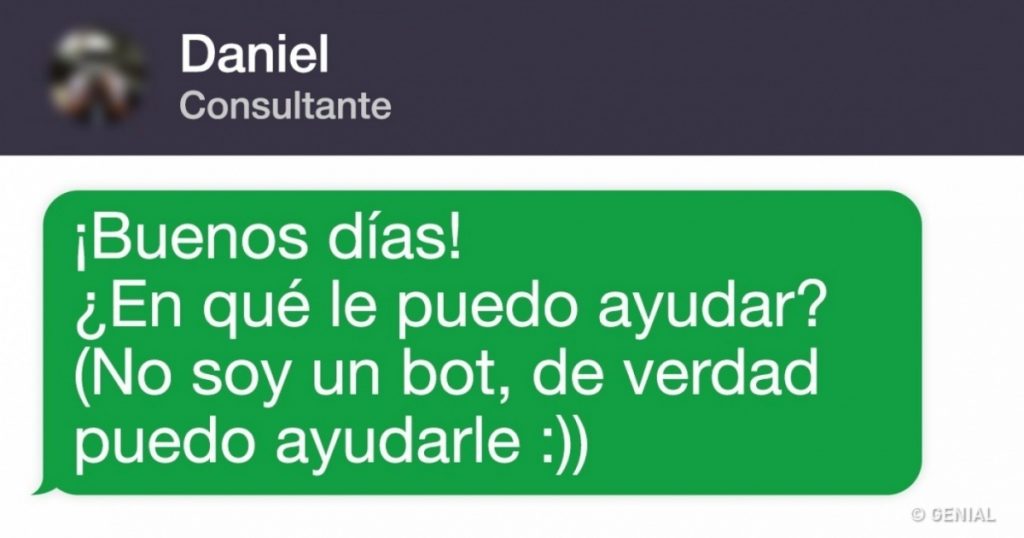 Daniel
Consultante
¡Buenos días!
¿En qué le puedo ayudar?
(No soy un bot, de verdad
puedo ayudarle :))
© GENIAL